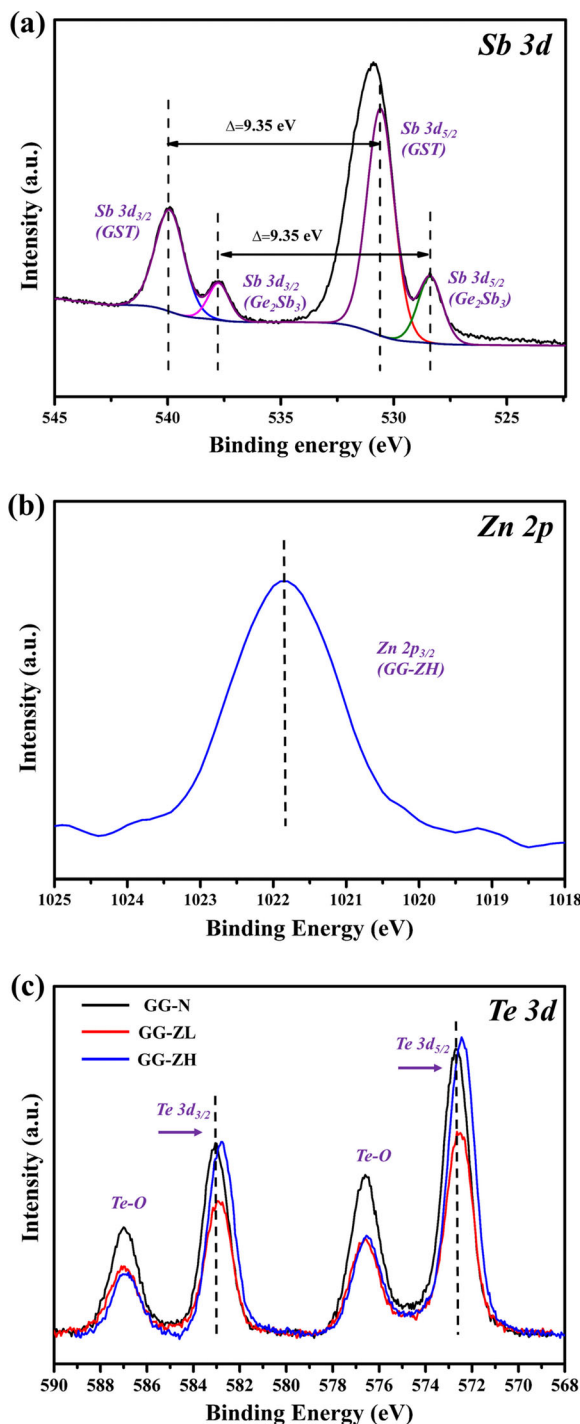 (a)
Sb 3d
Δ=9.35 eV
Sb 3d5/2
(GST)
Sb 3d3/2
(GST)
Δ=9.35 eV
Sb 3d3/2
(Ge2Sb3)
Sb 3d5/2
(Ge2Sb3)
Intensity (a.u.)
545 540 535 530 525
Binding energy (eV)
(b)
Zn 2p
Zn 2p3/2
(GG-ZH)
Intensity (a.u.)
1025 1024 1023 1022 1021 1020 1019 1018
Binding Energy (eV)
(c)
Te 3d
GG-N
GG-ZL
GG-ZH
Te 3d5/2
Te 3d3/2
Te-O
Te-O
Intensity (a.u.)
590 588 586 584 582 580 578 576 574 572 570 568
Binding Energy (eV)